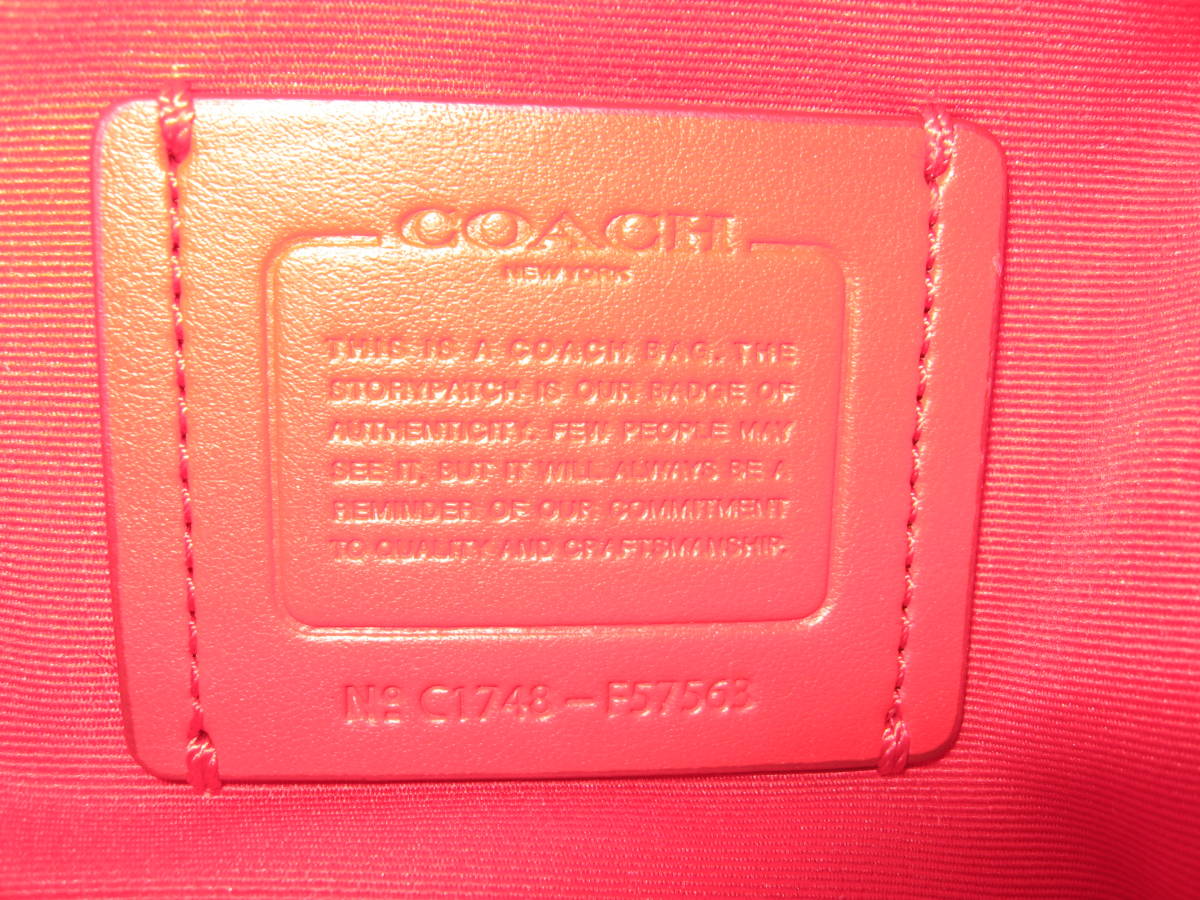 COACH
NEW YORK
THIS IS A COACH BAG. THE
STORYPATCH IS OUR BADGE OF
AUTHENTICITY. FEW PEOPLE MAY
SEE IT, BUT IT WILL ALWAYS BE A
REMINDER OF OUR COMMITMENT
TO QUALITY AND CRAFTSMANSHIP.
Nº C1748-F57563